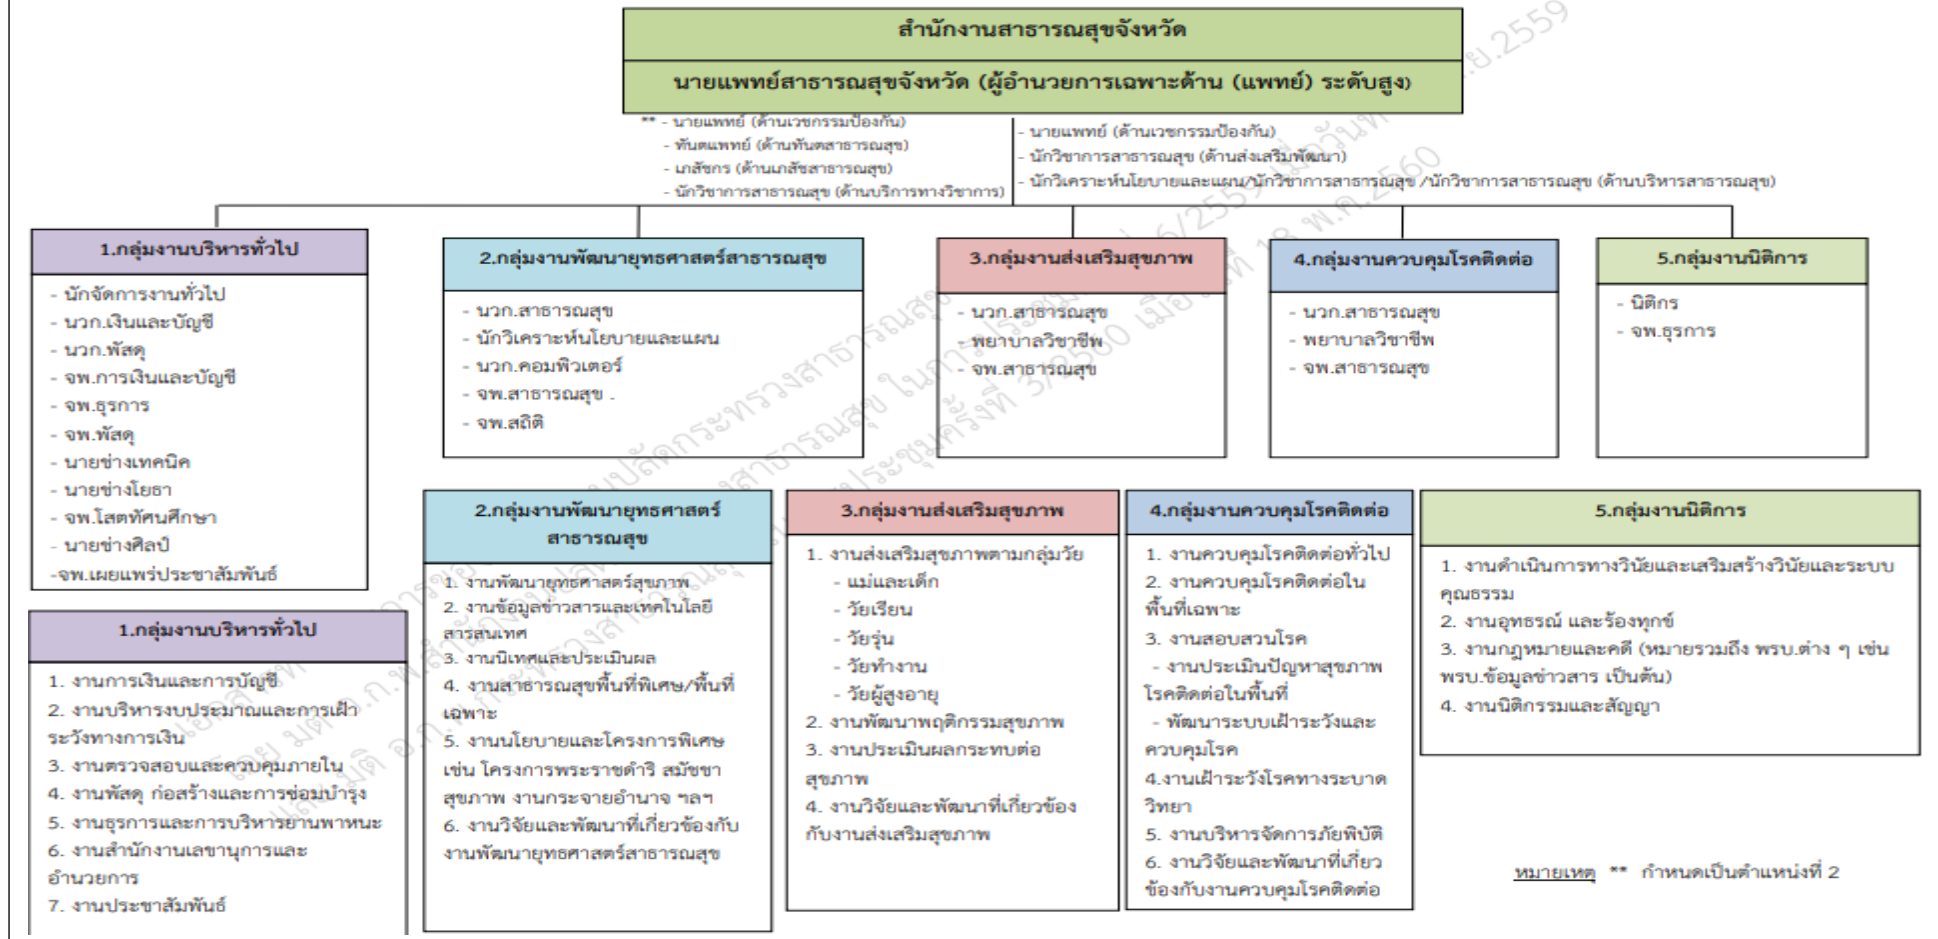 สำนักงานสาธารณสุขจังหวัด
นายแพทย์สาธารณสุขจังหวัด (ผู้อำนวยการเฉพาะด้าน (แพทย์) ระดับสูง)
** - นายแพทย์ (ด้านเวชกรรมป้องกัน)
- ทันตแพทย์ (ด้านทันตสาธารณสุข)
- เภสัชกร (ด้านเภสัชสาธารณสุข)
- นักวิชาการสาธารณสุข (ด้านบริการทางวิชาการ)
- นายแพทย์ (ด้านเวชกรรมป้องกัน)
- นักวิชาการสาธารณสุข (ด้านส่งเสริมพัฒนา)
- นักวิเคราะห์นโยบายและแผน/นักวิชาการสาธารณสุข /นักวิชาการสาธารณสุข (ด้านบริหารสาธารณสุข)
1.กลุ่มงานบริหารทั่วไป
- นักจัดการงานทั่วไป
- นวก.เงินและบัญชี
- นวก.พัสดุ
- จพ.การเงินและบัญชี
- จพ.ธุรการ
- จพ.พัสดุ
- นายช่างเทคนิค
- นายช่างโยธา
- จพ.โสตทัศนศึกษา
- นายช่างศิลป์
-จพ.เผยแพร่ประชาสัมพันธ์
2.กลุ่มงานพัฒนายุทธศาสตร์สาธารณสุข
- นวก.สาธารณสุข
- นักวิเคราะห์นโยบายและแผน
- นวก.คอมพิวเตอร์
- จพ.สาธารณสุข .
- จพ.สถิติ
3.กลุ่มงานส่งเสริมสุขภาพ
- นวก.สาธารณสุข
- พยาบาลวิชาชีพ
- จพ.สาธารณสุข
4.กลุ่มงานควบคุมโรคติดต่อ
- นวก.สาธารณสุข
- พยาบาลวิชาชีพ
- จพ.สาธารณสุข
5.กลุ่มงานนิติการ
- นิติกร
- จพ.ธุรการ
1.กลุ่มงานบริหารทั่วไป
1. งานการเงินและการบัญชี
2. งานบริหารงบประมาณและการเฝ้า
ระวังทางการเงิน
3. งานตรวจสอบและควบคุมภายใน
4. งานพัสดุ ก่อสร้างและการซ่อมบำรุง
5. งานธุรการและการบริหารยานพาหนะ
6. งานสำนักงานเลขานุการและ
อำนวยการ
7. งานประชาสัมพันธ์
2.กลุ่มงานพัฒนายุทธศาสตร์
สาธารณสุข
1. งานพัฒนายุทธศาสตร์สุขภาพ
2. งานข้อมูลข่าวสารและเทคโนโลยี
สารสนเทศ
3. งานนิเทศและประเมินผล
4. งานสาธารณสุขพื้นที่พิเศษ/พื้นที่
เฉพาะ
5. งานนโยบายและโครงการพิเศษ
เช่น โครงการพระราชดำริ สมัชชา
สุขภาพ งานกระจายอำนาจ ฯลฯ
6. งานวิจัยและพัฒนาที่เกี่ยวข้องกับ
งานพัฒนายุทธศาสตร์สาธารณสุข
3.กลุ่มงานส่งเสริมสุขภาพ
1. งานส่งเสริมสุขภาพตามกลุ่มวัย
- แม่และเด็ก
- วัยเรียน
- วัยรุ่น
- วัยทำงาน
- วัยผู้สูงอายุ
2. งานพัฒนาพฤติกรรมสุขภาพ
3. งานประเมินผลกระทบต่อ
สุขภาพ
4. งานวิจัยและพัฒนาที่เกี่ยวข้อง
กับงานส่งเสริมสุขภาพ
4.กลุ่มงานควบคุมโรคติดต่อ
1. งานควบคุมโรคติดต่อทั่วไป
2. งานควบคุมโรคติดต่อใน
พื้นที่เฉพาะ
3. งานสอบสวนโรค
- งานประเมินปัญหาสุขภาพ
โรคติดต่อในพื้นที่
- พัฒนาระบบเฝ้าระวังและ
ควบคุมโรค
4.งานเฝ้าระวังโรคทางระบาด
วิทยา
5. งานบริหารจัดการภัยพิบัติ
6. งานวิจัยและพัฒนาที่เกี่ยว
ข้องกับงานควบคุมโรคติดต่อ
5.กลุ่มงานนิติการ
1. งานดำเนินการทางวินัยและเสริมสร้างวินัยและระบบ
คุณธรรม
2. งานอุทธรณ์ และร้องทุกข์
3. งานกฎหมายและคดี (หมายรวมถึง พรบ.ต่าง ๆ เช่น
พรบ.ข้อมูลข่าวสาร เป็นต้น)
4. งานนิติกรรมและสัญญา
หมายเหตุ ** กำหนดเป็นตำแหน่งที่ 2